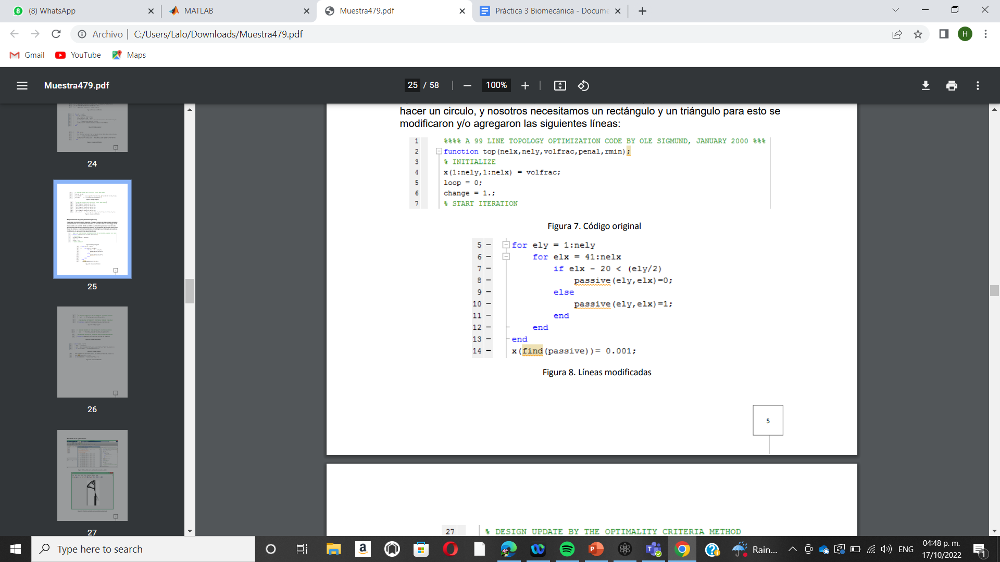 (8) WhatsApp
MATLAB
Muestra479.pdf
Práctica 3 Biomecánica - Docume
Archivo
C:/Users/Lalo/Downloads/Muestra479.pdf
H
Gmail
YouTube
Maps
Muestra479.pdf
25 / 58
100%
24
25
26
27
hacer un circulo, y nosotros necesitamos un rectángulo y un triángulo para esto se
modificaron y/o agregaron las siguientes líneas:
1 %%%% A 99 LINE TOPOLOGY OPTIMIZATION CODE BY OLE SIGMUND, JANUARY 2000 %%%
2 function top(nelx,nely,volfrac,penal,rmin);
3 % INITIALIZE
4 x(1:nely,1:nelx) = volfrac;
5 loop = 0;
6 change = 1.;
7 % START ITERATION
Figura 7. Código original
5 – for ely = 1:nely
6 – for elx = 41:nelx
7 – if elx - 20 < (ely/2)
8 – passive(ely,elx)=0;
9 – else
10 – passive(ely,elx)=1;
11 – end
12 – end
13 – end
14 – x(find(passive))= 0.001;
Figura 8. Líneas modificadas
5
27 % DESIGN UPDATE BY THE OPTIMALITY CRITERIA METHOD
Type here to search
Rain...
ENG
04:48 p. m.
17/10/2022
1